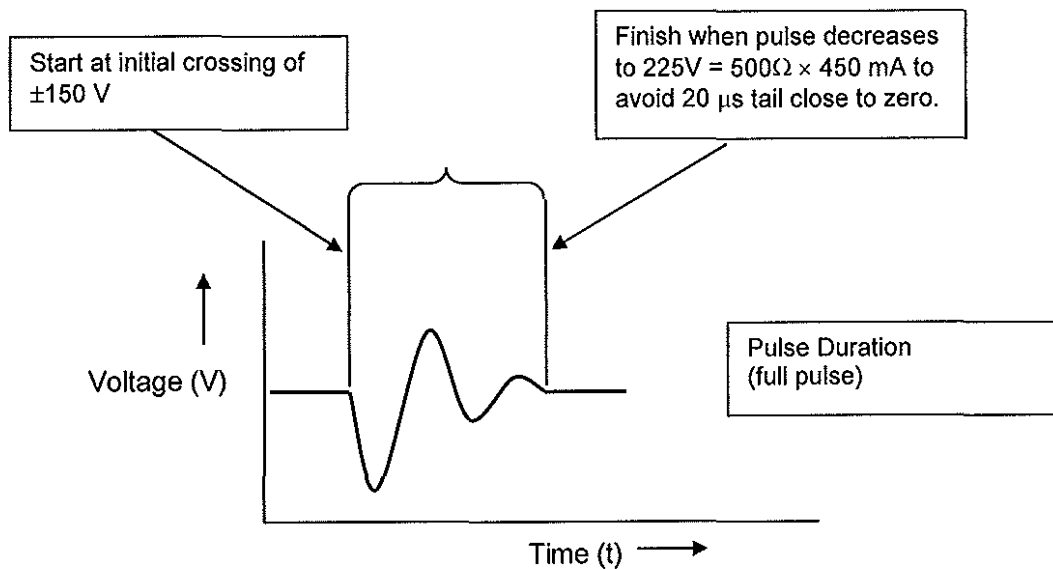 Start at initial crossing of
±150 V
Finish when pulse decreases
to 225V = 500Ω × 450 mA to
avoid 20 μs tail close to zero.
Voltage (V)
Pulse Duration
(full pulse)
Time (t)